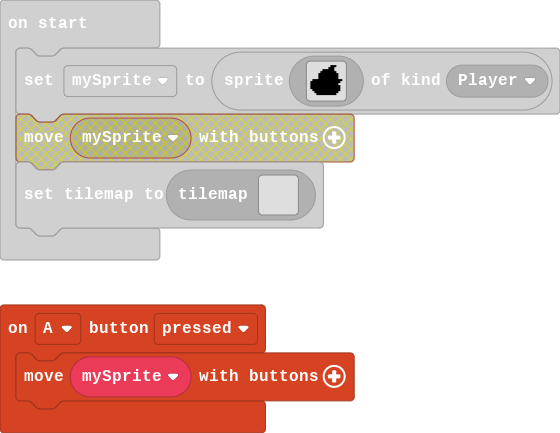 on start
set mySprite to sprite of kind Player
move mySprite with buttons
set tilemap to tilemap
on A button pressed
move mySprite with buttons